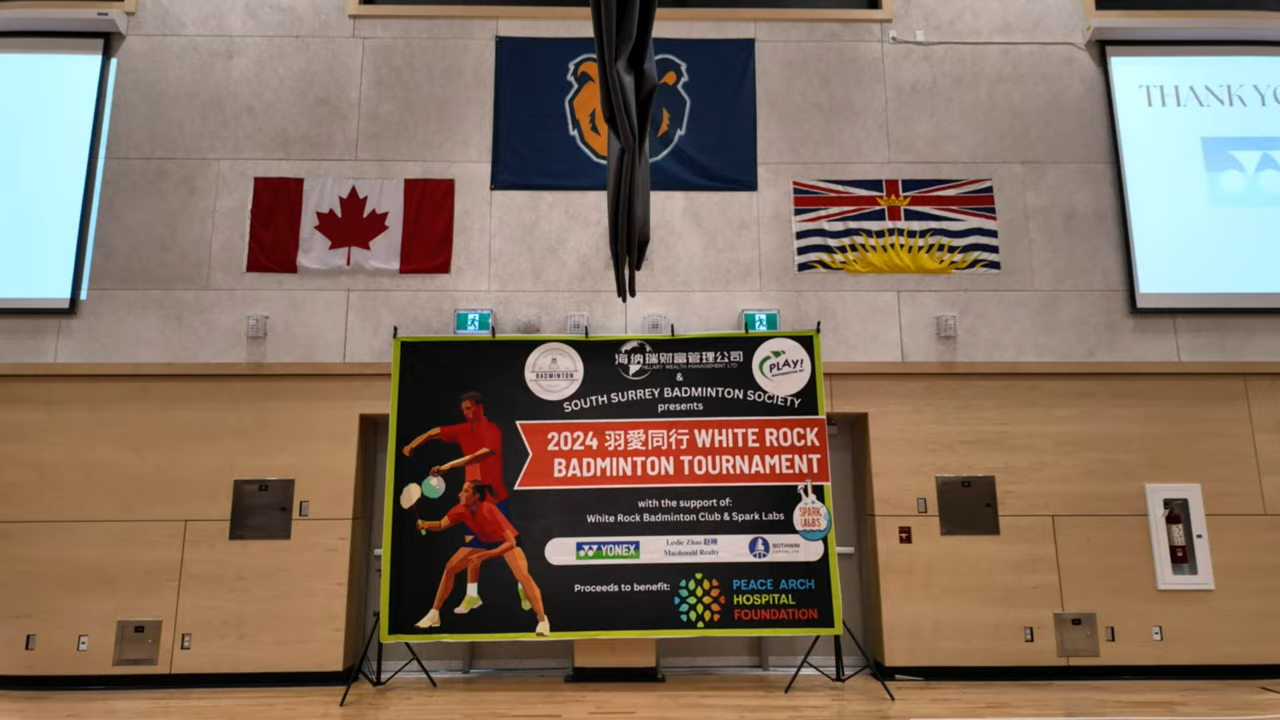 THANK YO
BADMINTON
海纳瑞财富管理公司
HILLARY WEALTH MANAGEMENT LTD
PLAY!
&
SOUTH SURREY BADMINTON SOCIETY
presents
2024 羽愛同行 WHITE ROCK
BADMINTON TOURNAMENT
with the support of:
White Rock Badminton Club & Spark Labs
SPARK
LABS
YONEX
Leslie Zhao 赵映
Macdonald Realty
BOTHWIN
CAPITAL LTD
Proceeds to benefit:
PEACE ARCH
HOSPITAL
FOUNDATION